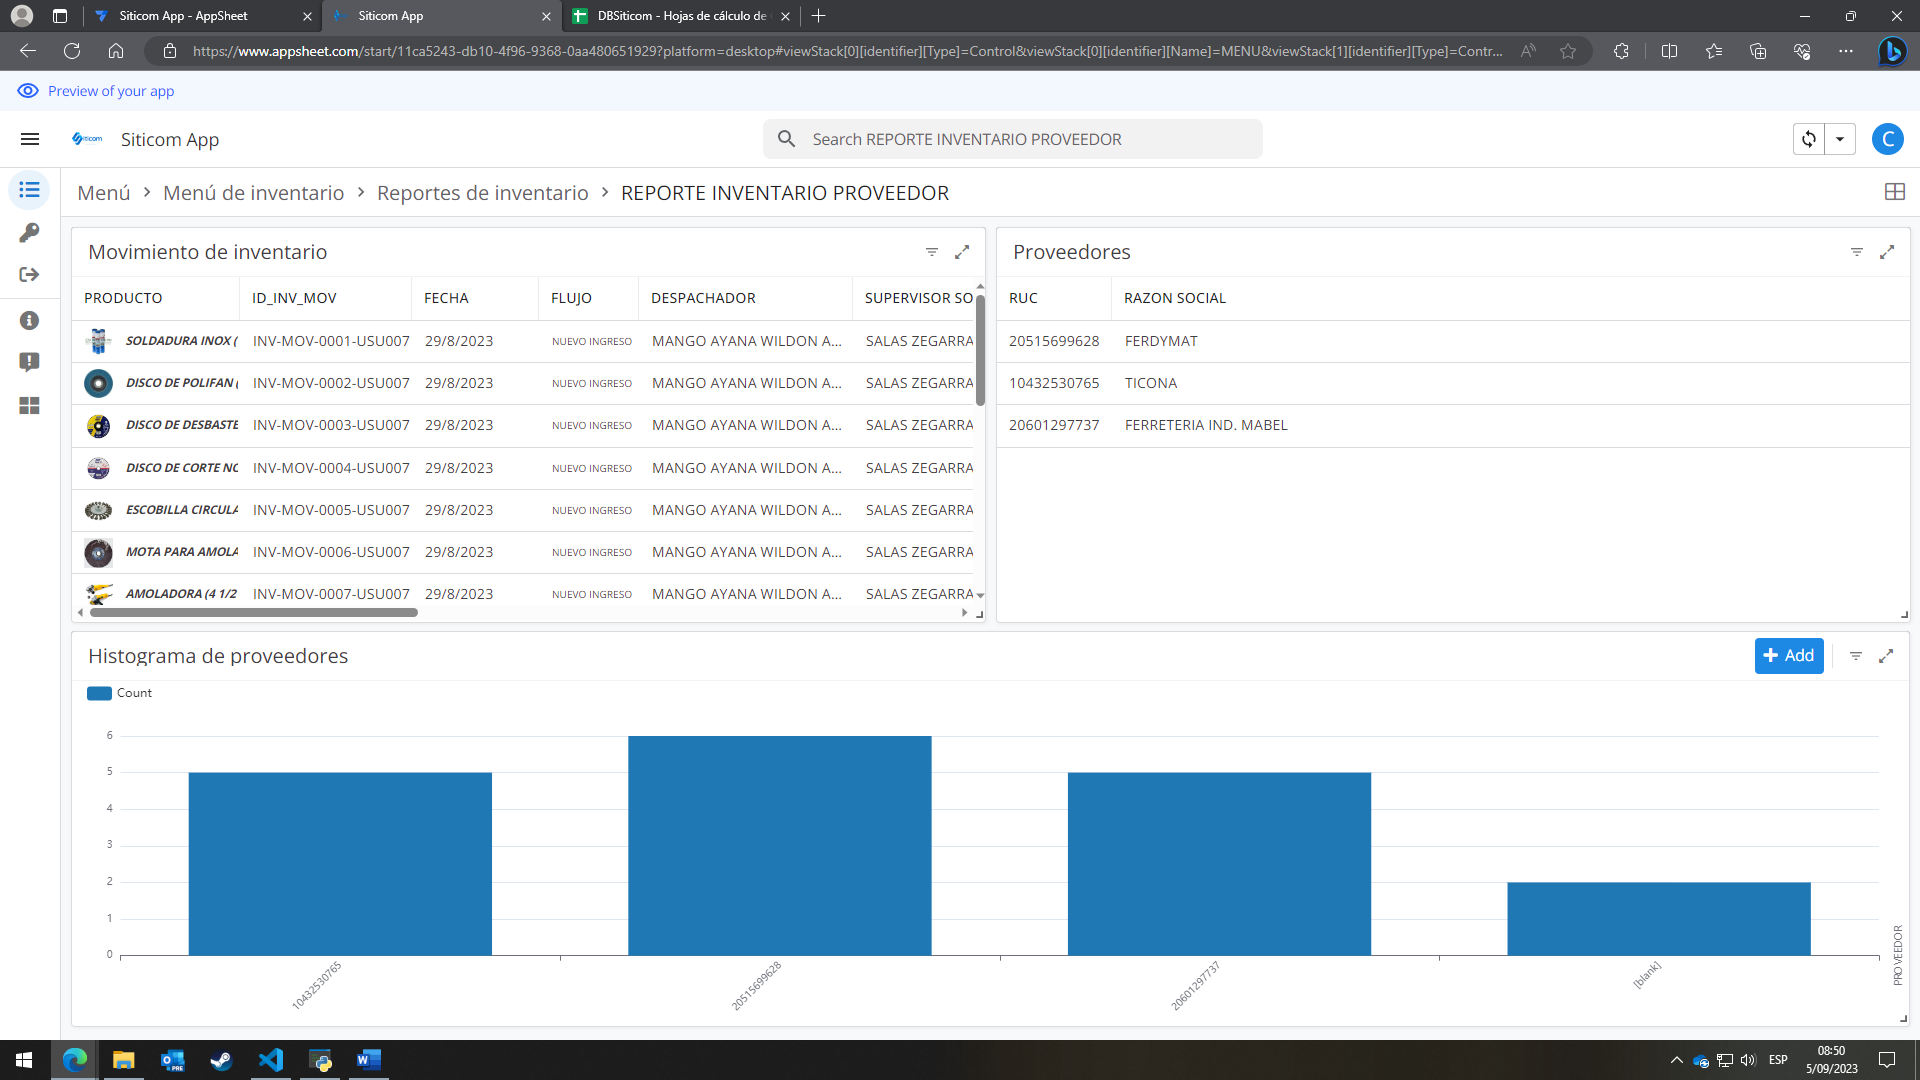 Siticom App - AppSheet
Siticom App
DBSiticom - Hojas de cálculo de
https://www.appsheet.com/start/11ca5243-db10-4f96-9368-0aa480651929?platform=desktop#viewStack[0][identifier][Type]=Control&viewStack[0][identifier][Name]=MENU&viewStack[1][identifier][Type]=Contr...
Preview of your app
Siticom
Siticom App
Search REPORTE INVENTARIO PROVEEDOR
C
Menú > Menú de inventario > Reportes de inventario > REPORTE INVENTARIO PROVEEDOR
Movimiento de inventario
PRODUCTO ID_INV_MOV FECHA FLUJO DESPACHADOR SUPERVISOR SO
SOLDADURA INOX ( INV-MOV-0001-USU007 29/8/2023 NUEVO INGRESO MANGO AYANA WILDON A... SALAS ZEGARRA
DISCO DE POLIFAN ( INV-MOV-0002-USU007 29/8/2023 NUEVO INGRESO MANGO AYANA WILDON A... SALAS ZEGARRA
DISCO DE DESBASTE INV-MOV-0003-USU007 29/8/2023 NUEVO INGRESO MANGO AYANA WILDON A... SALAS ZEGARRA
DISCO DE CORTE NO INV-MOV-0004-USU007 29/8/2023 NUEVO INGRESO MANGO AYANA WILDON A... SALAS ZEGARRA
ESCOBILLA CIRCULA INV-MOV-0005-USU007 29/8/2023 NUEVO INGRESO MANGO AYANA WILDON A... SALAS ZEGARRA
MOTA PARA AMOLA INV-MOV-0006-USU007 29/8/2023 NUEVO INGRESO MANGO AYANA WILDON A... SALAS ZEGARRA
AMOLADORA (4 1/2 INV-MOV-0007-USU007 29/8/2023 NUEVO INGRESO MANGO AYANA WILDON A... SALAS ZEGARRA
Proveedores
RUC RAZON SOCIAL
20515699628 FERDYMAT
10432530765 TICONA
20601297737 FERRETERIA IND. MABEL
Histograma de proveedores
Add
Count
6
5
4
3
2
1
0
10432530765 20515699628 20601297737 [blank]
PROVEEDOR
ESP
08:50
5/09/2023